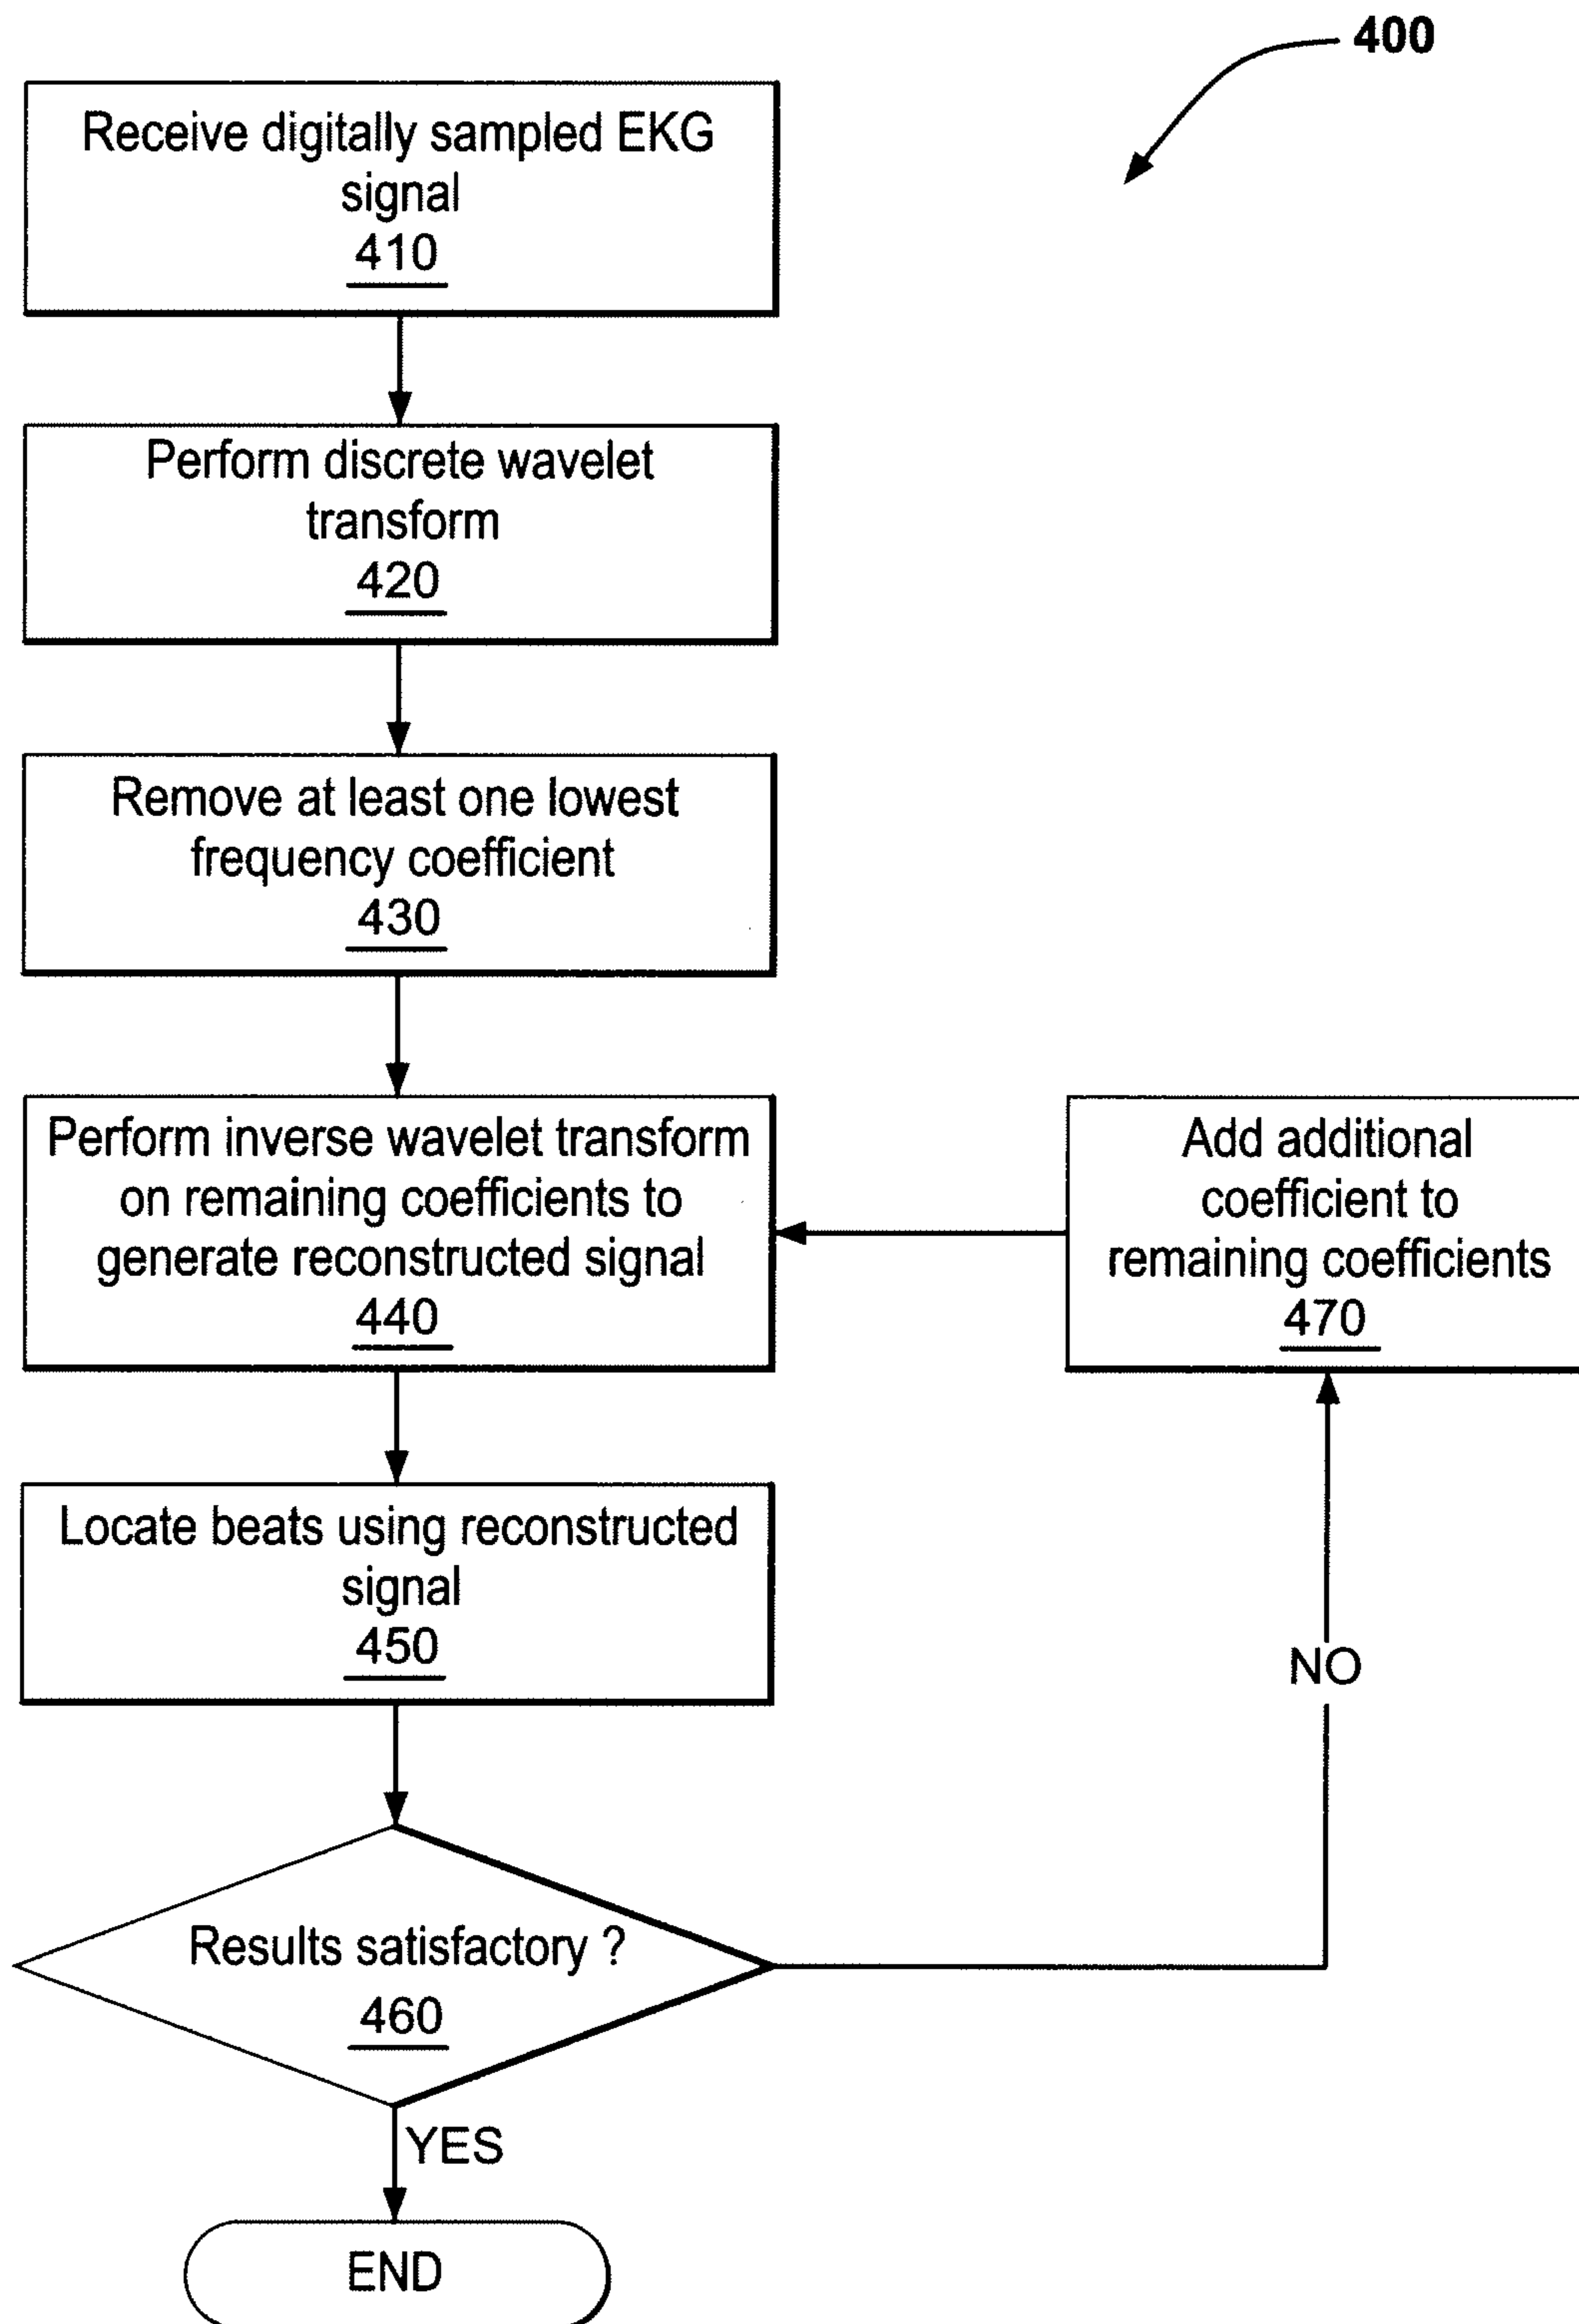 400
Receive digitally sampled EKG
signal
410
Perform discrete wavelet
transform
420
Remove at least one lowest
frequency coefficient
430
Perform inverse wavelet transform
on remaining coefficients to
generate reconstructed signal
440
Add additional
coefficient to
remaining coefficients
470
Locate beats using reconstructed
signal
450
NO
Results satisfactory ?
460
YES
END